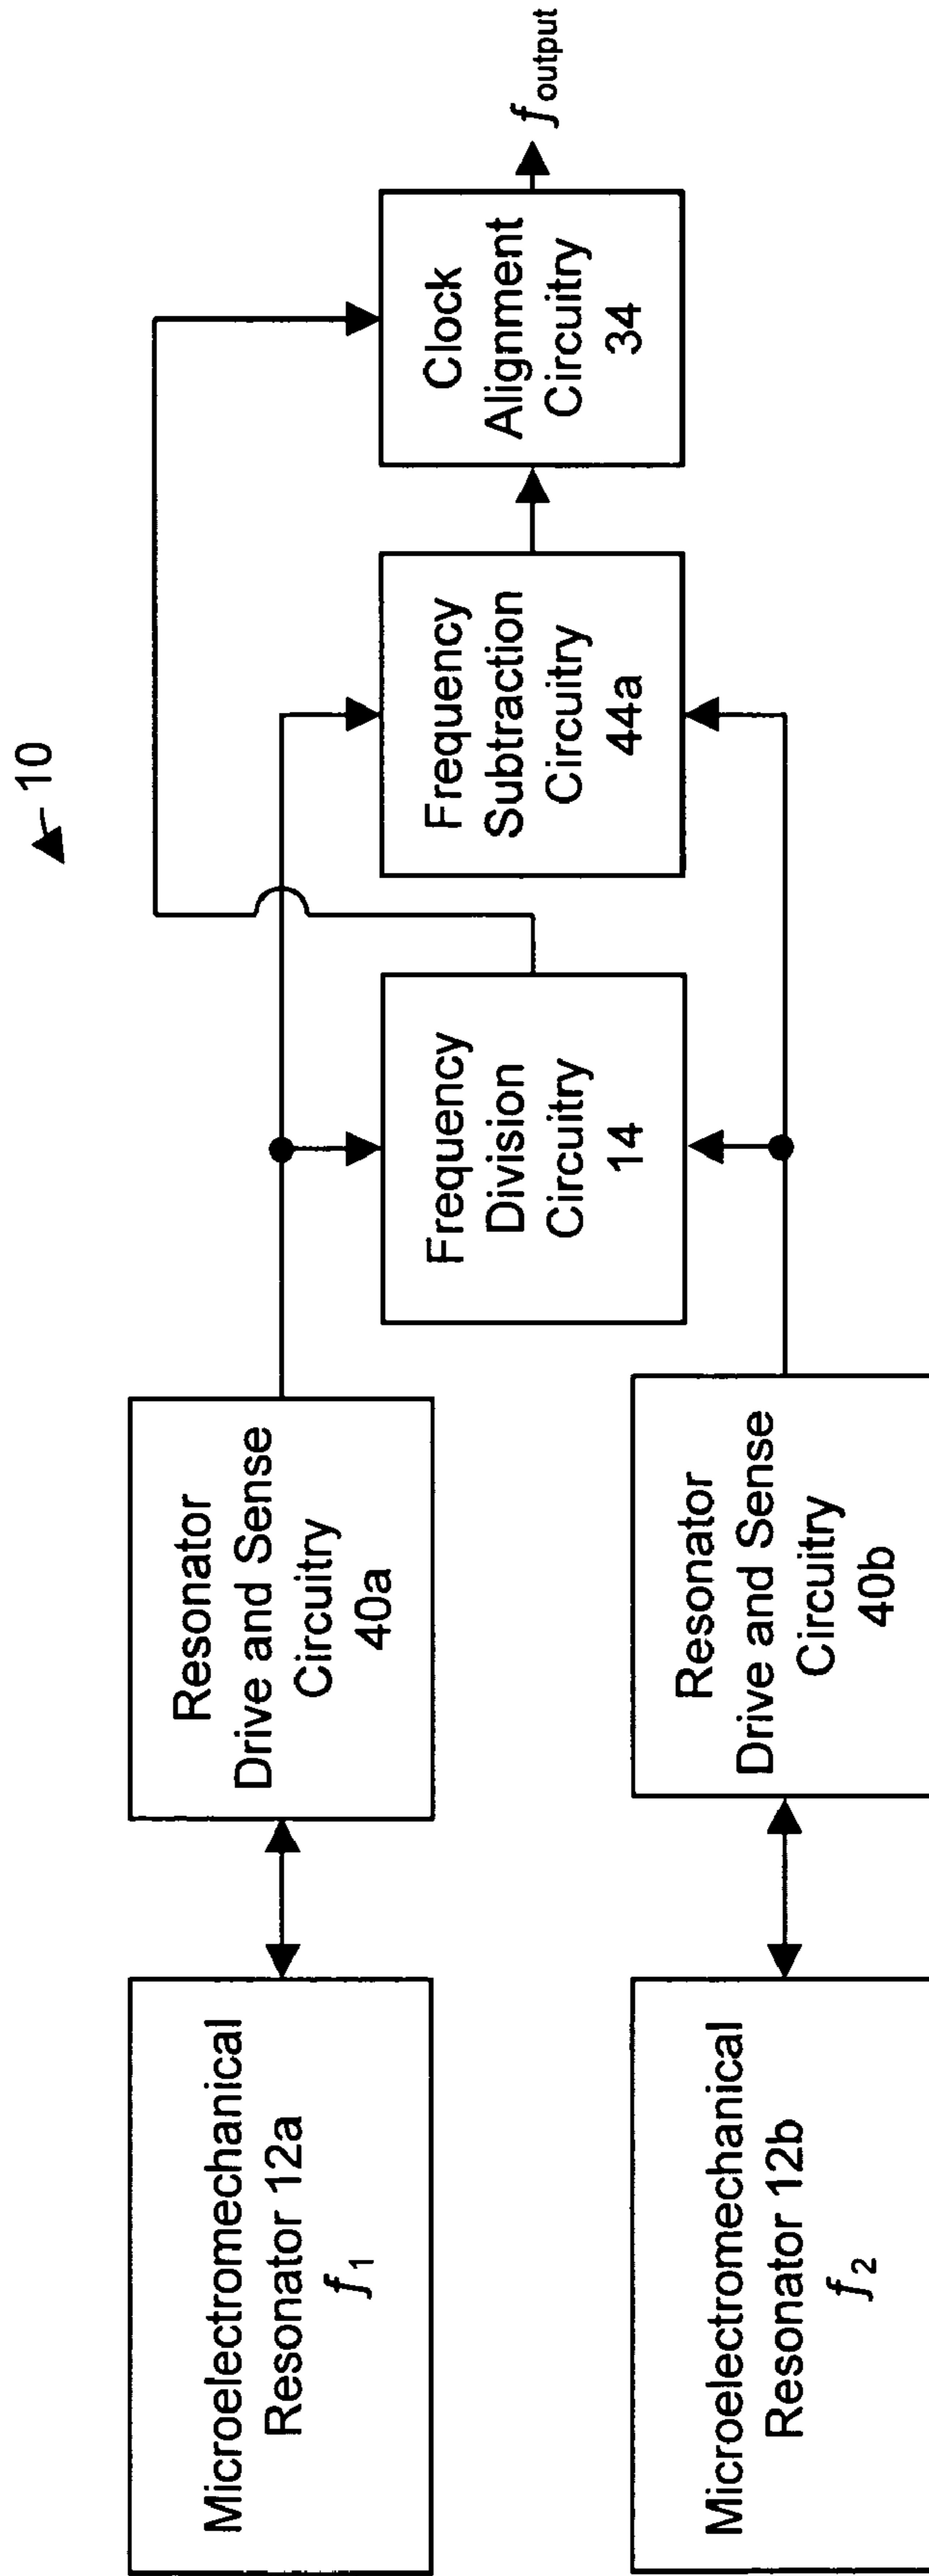 10
Microelectromechanical
Resonator 12a
f1
Resonator
Drive and Sense
Circuitry
40a
Frequency
Division
Circuitry
14
Frequency
Subtraction
Circuitry
44a
Clock
Alignment
Circuitry
34
foutput
Microelectromechanical
Resonator 12b
f2
Resonator
Drive and Sense
Circuitry
40b